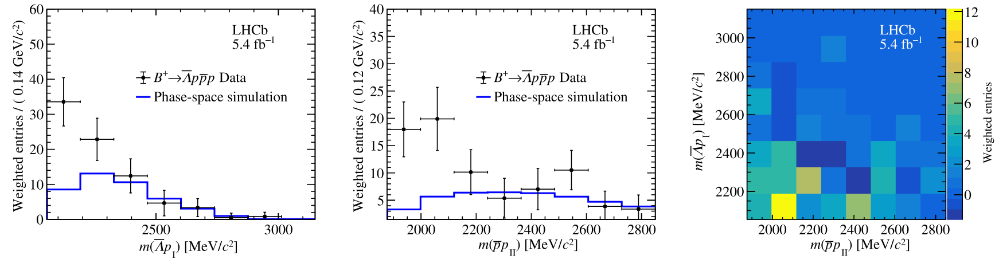 Weighted entries / ( 0.14 GeV/c²)
60
50
40
30
20
10
0
LHCb
5.4 fb⁻¹
B⁺→Λ̅pp̅p Data
Phase-space simulation
2500
3000
m(Λ̅p_I) [MeV/c²]
Weighted entries / ( 0.12 GeV/c²)
40
35
30
25
20
15
10
5
LHCb
5.4 fb⁻¹
B⁺→Λ̅pp̅p Data
Phase-space simulation
2000
2200
2400
2600
2800
m(p̅p_II) [MeV/c²]
m(Λ̅p_I) [MeV/c²]
3000
2800
2600
2400
2200
LHCb
5.4 fb⁻¹
2000
2200
2400
2600
2800
m(p̅p_II) [MeV/c²]
12
10
8
6
4
2
0
Weighted entries